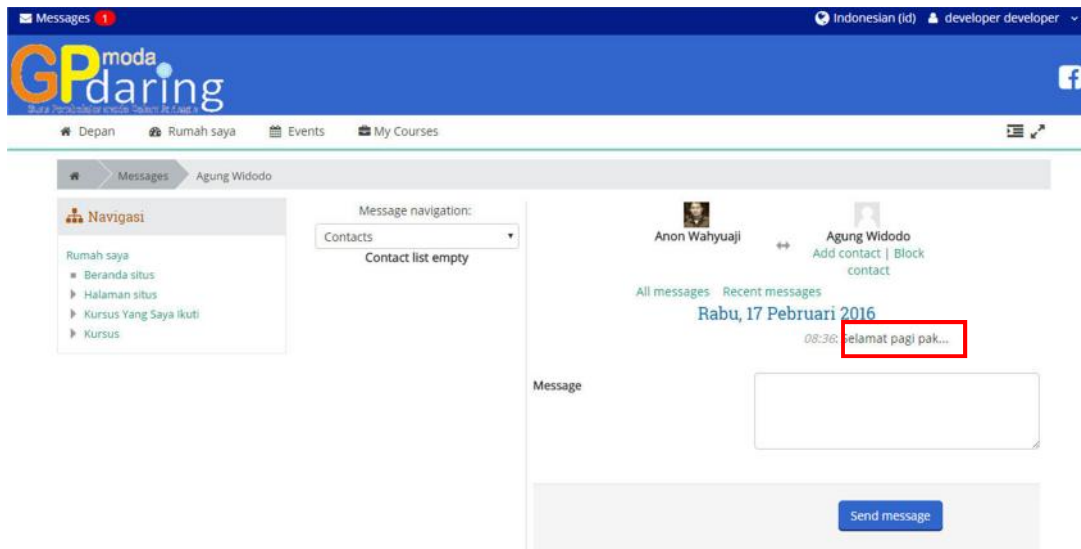 Messages 1
Indonesian (id) developer developer
GP moda daring
Depan Rumah saya Events My Courses
Messages Agung Widodo
Navigasi
Rumah saya
Beranda situs
Halaman situs
Kursus Yang Saya Ikuti
Kursus
Message navigation:
Contacts
Contact list empty
Anon Wahyuaji ↔ Agung Widodo
Add contact | Block
contact
All messages Recent messages
Rabu, 17 Pebruari 2016
08:36: Selamat pagi pak...
Message
Send message